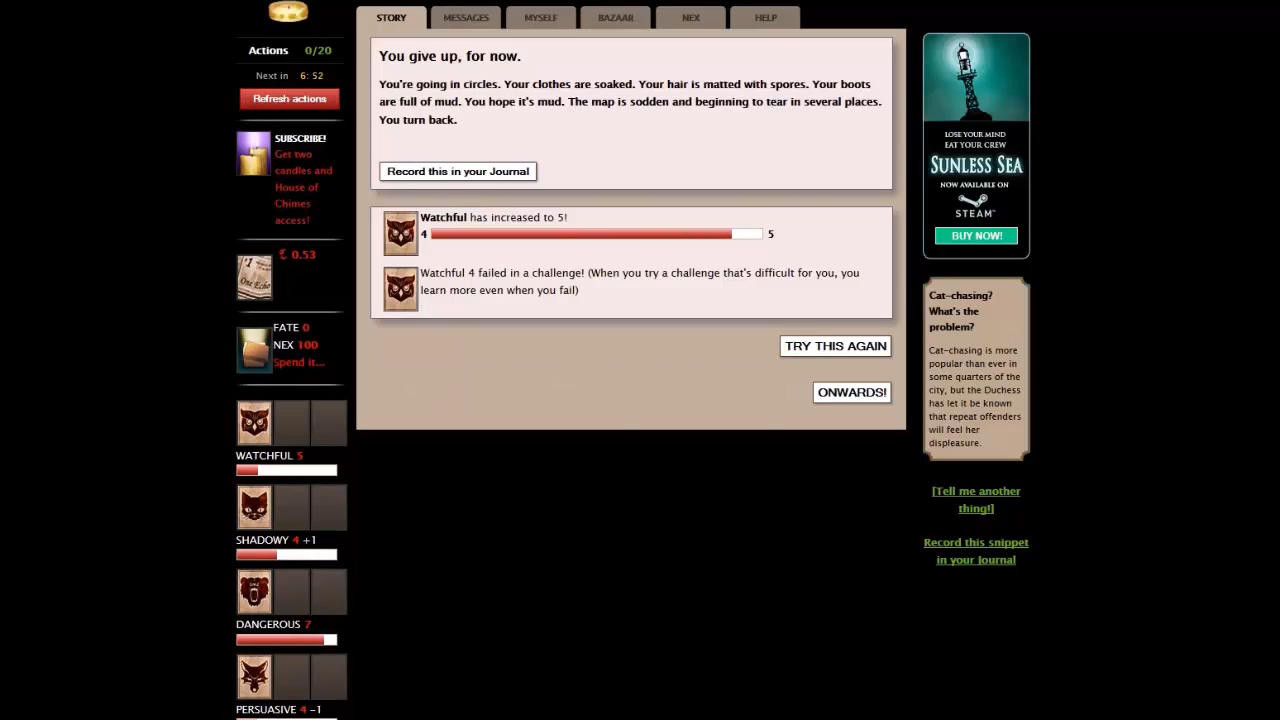 STORY
MESSAGES
MYSELF
BAZAAR
NEX
HELP
Actions 0/20
Next in 6: 52
Refresh actions
SUBSCRIBE!
Get two
candles and
House of
Chimes
access!
0.53
#1
One Echo
FATE 0
NEX 100
Spend it...
WATCHFUL 5
SHADOWY 4 +1
DANGEROUS 7
PERSUASIVE 4 -1
You give up, for now.
You're going in circles. Your clothes are soaked. Your hair is matted with spores. Your boots
are full of mud. You hope it's mud. The map is sodden and beginning to tear in several places.
You turn back.
Record this in your Journal
Watchful has increased to 5!
4 5
Watchful 4 failed in a challenge! (When you try a challenge that's difficult for you, you
learn more even when you fail)
TRY THIS AGAIN
ONWARDS!
LOSE YOUR MIND
EAT YOUR CREW
SUNLESS SEA
NOW AVAILABLE ON
STEAM™
BUY NOW!
Cat-chasing?
What's the
problem?
Cat-chasing is more
popular than ever in
some quarters of the
city, but the Duchess
has let it be known
that repeat offenders
will feel her
displeasure.
[Tell me another
thing!]
Record this snippet
in your Journal